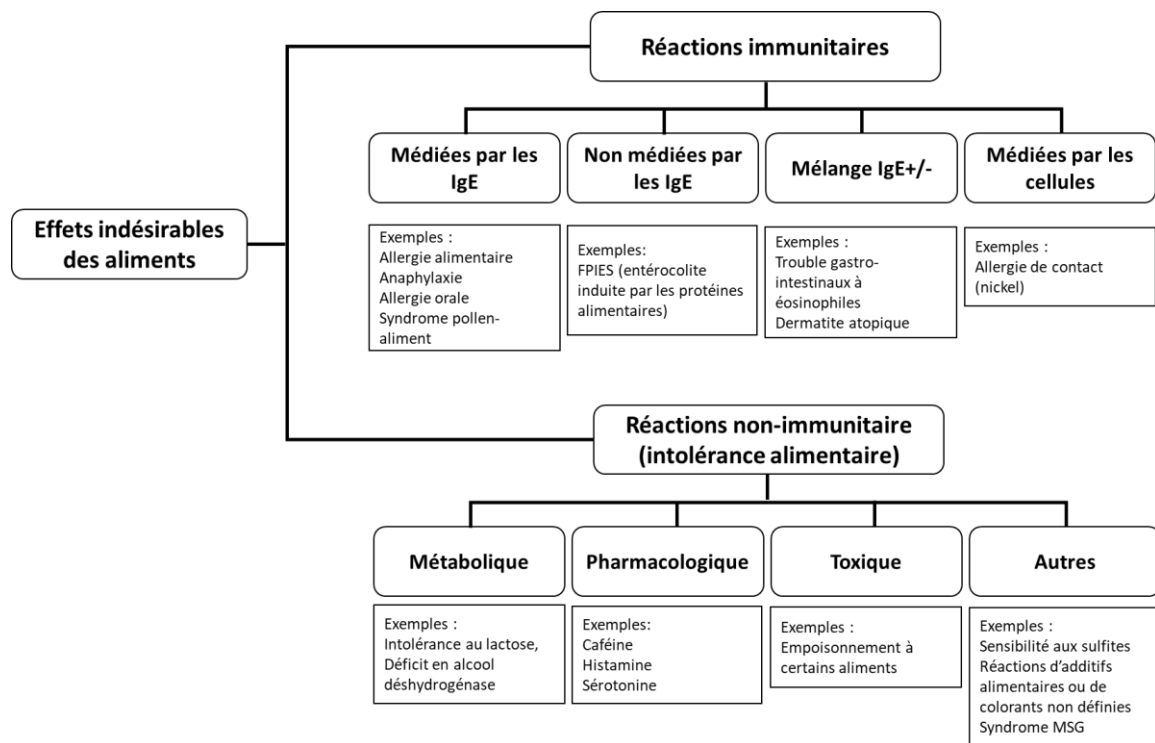 Réactions immunitaires
Médiées par les
IgE
Non médiées par
les IgE
Mélange IgE+/-
Médiées par les
cellules
Effets indésirables
des aliments
Exemples :
Allergie alimentaire
Anaphylaxie
Allergie orale
Syndrome pollen-
aliment
Exemples:
FPIES (entérocolite
induite par les protéines
alimentaires)
Exemples :
Trouble gastro-
intestinaux à
éosinophiles
Dermatite atopique
Exemples :
Allergie de contact
(nickel)
Réactions non-immunitaire
(intolérance alimentaire)
Métabolique
Pharmacologique
Toxique
Autres
Exemples :
Intolérance au lactose,
Déficit en alcool
déshydrogénase
Exemples:
Caféine
Histamine
Sérotonine
Exemples :
Empoisonnement à
certains aliments
Exemples :
Sensibilité aux sulfites
Réactions d’additifs
alimentaires ou de
colorants non définies
Syndrome MSG